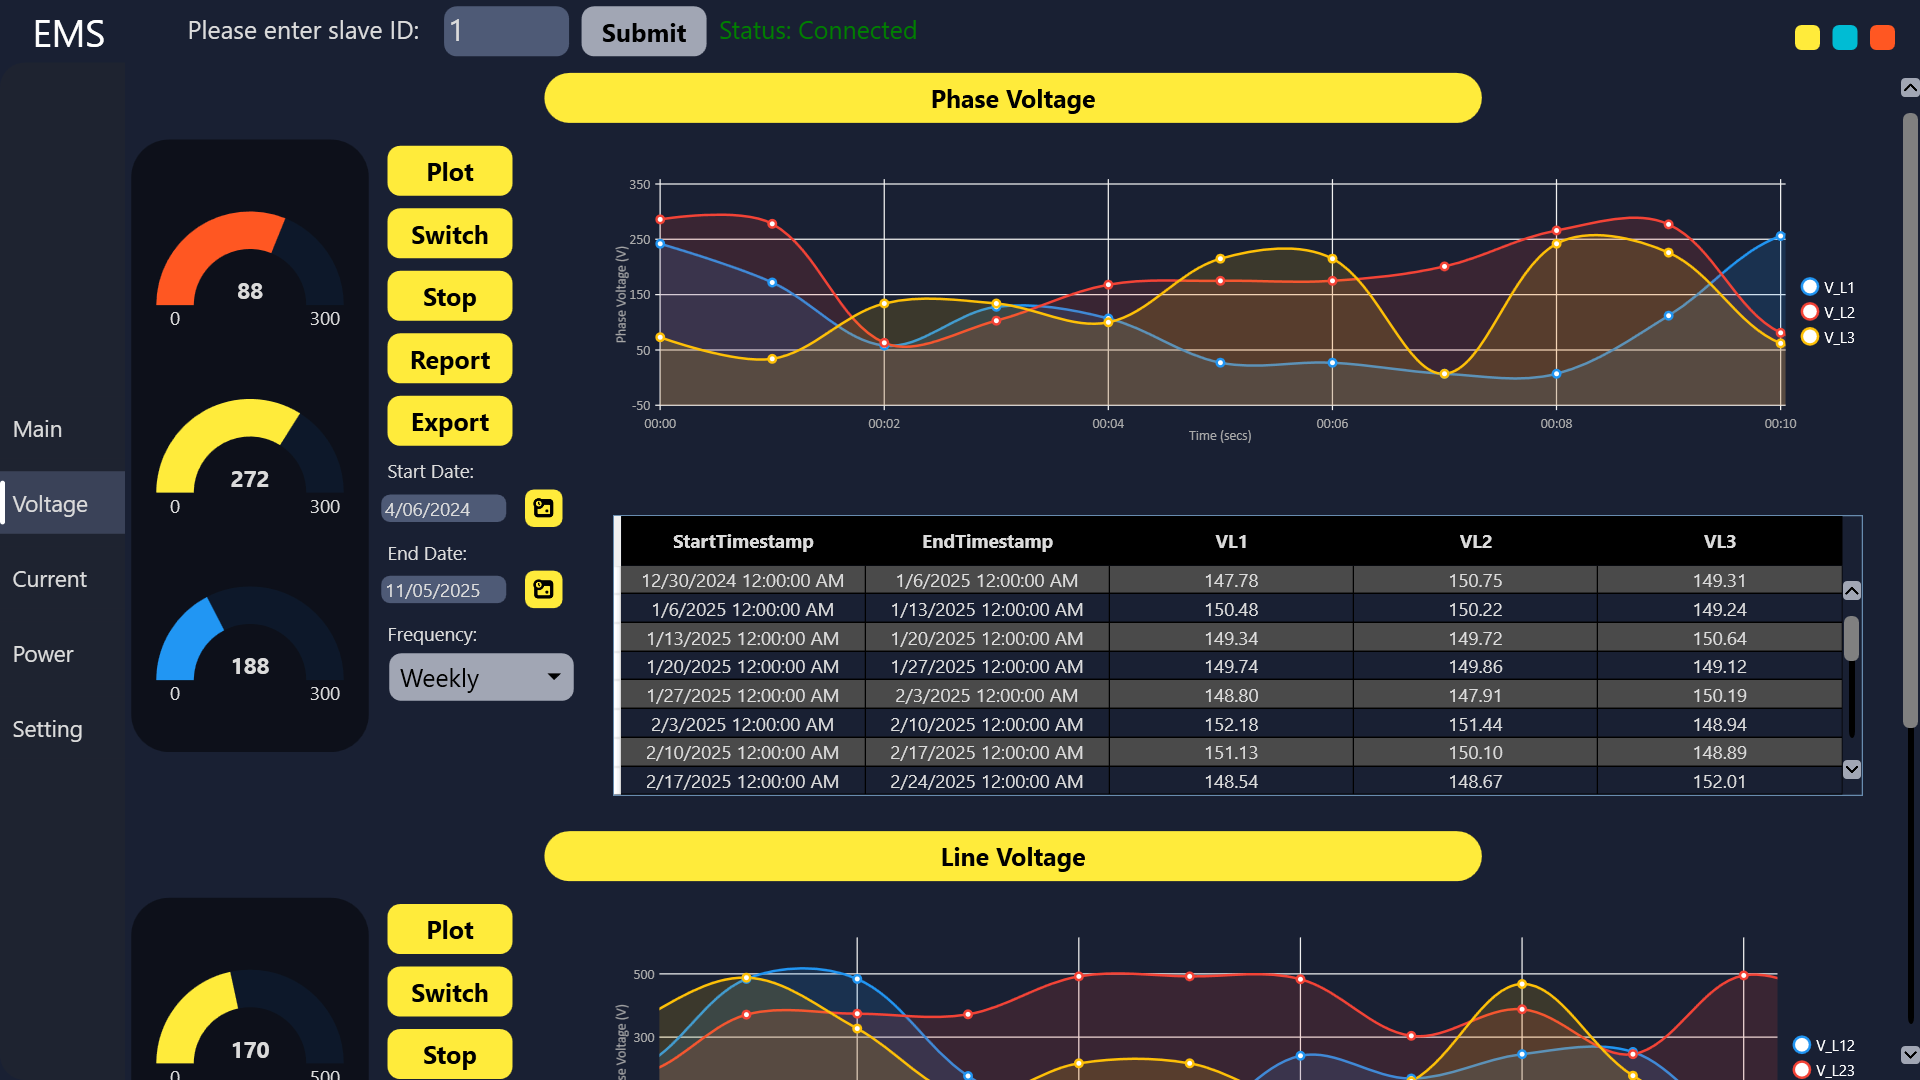 EMS
Please enter slave ID:
1
Submit
Status: Connected
Main
Voltage
Current
Power
Setting
Phase Voltage
88
0 300
272
0 300
188
0 300
Plot
Switch
Stop
Report
Export
Start Date:
4/06/2024
End Date:
11/05/2025
Frequency:
Weekly
Phase Voltage (V)
350
250
150
50
-50
00:00 00:02 00:04 00:06 00:08 00:10
Time (secs)
V_L1
V_L2
V_L3
StartTimestamp EndTimestamp VL1 VL2 VL3
12/30/2024 12:00:00 AM 1/6/2025 12:00:00 AM 147.78 150.75 149.31
1/6/2025 12:00:00 AM 1/13/2025 12:00:00 AM 150.48 150.22 149.24
1/13/2025 12:00:00 AM 1/20/2025 12:00:00 AM 149.34 149.72 150.64
1/20/2025 12:00:00 AM 1/27/2025 12:00:00 AM 149.74 149.86 149.12
1/27/2025 12:00:00 AM 2/3/2025 12:00:00 AM 148.80 147.91 150.19
2/3/2025 12:00:00 AM 2/10/2025 12:00:00 AM 152.18 151.44 148.94
2/10/2025 12:00:00 AM 2/17/2025 12:00:00 AM 151.13 150.10 148.89
2/17/2025 12:00:00 AM 2/24/2025 12:00:00 AM 148.54 148.67 152.01
Line Voltage
170
0 500
Plot
Switch
Stop
se Voltage (V)
500
300
V_L12
V_L23